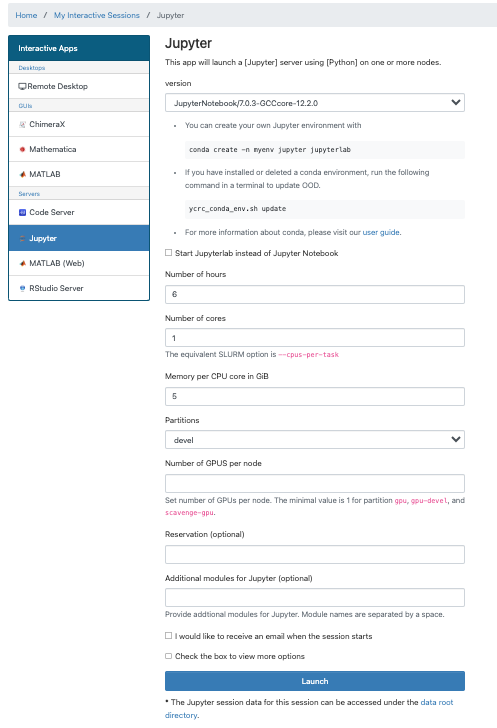 Home / My Interactive Sessions / Jupyter
Interactive Apps
Desktops
Remote Desktop
GUIs
ChimeraX
Mathematica
MATLAB
Servers
Code Server
Jupyter
MATLAB (Web)
RStudio Server
Jupyter
This app will launch a [Jupyter] server using [Python] on one or more nodes.
version
JupyterNotebook/7.0.3-GCCcore-12.2.0
• You can create your own Jupyter environment with
conda create -n myenv jupyter jupyterlab
• If you have installed or deleted a conda environment, run the following
command in a terminal to update OOD.
ycrc_conda_env.sh update
• For more information about conda, please visit our user guide.
Start Jupyterlab instead of Jupyter Notebook
Number of hours
6
Number of cores
1
The equivalent SLURM option is --cpus-per-task
Memory per CPU core in GiB
5
Partitions
devel
Number of GPUS per node
Set number of GPUs per node. The minimal value is 1 for partition gpu, gpu-devel, and
scavenge-gpu.
Reservation (optional)
Additional modules for Jupyter (optional)
Provide addtional modules for Jupyter. Module names are separated by a space.
I would like to receive an email when the session starts
Check the box to view more options
Launch
* The Jupyter session data for this session can be accessed under the data root
directory.